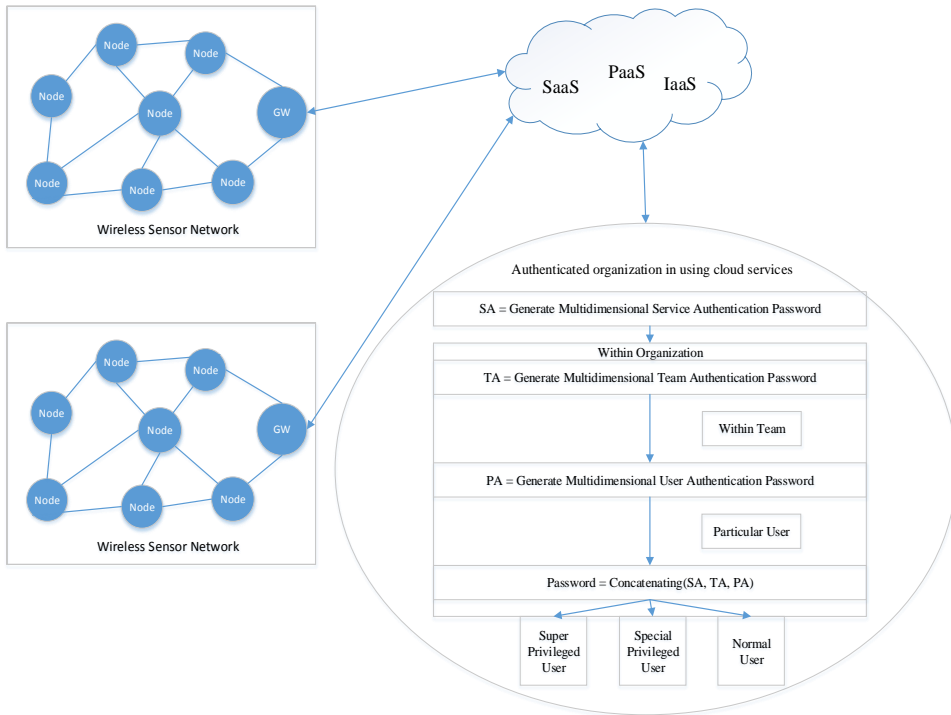 Node
Node
Node
GW
Node
Node
Node
Node
Wireless Sensor Network
SaaS
PaaS
IaaS
Node
Node
Node
GW
Node
Node
Node
Node
Wireless Sensor Network
Authenticated organization in using cloud services
SA = Generate Multidimensional Service Authentication Password
Within Organization
TA = Generate Multidimensional Team Authentication Password
Within Team
PA = Generate Multidimensional User Authentication Password
Particular User
Password = Concatenating(SA, TA, PA)
Super
Privileged
User
Special
Privileged
User
Normal
User